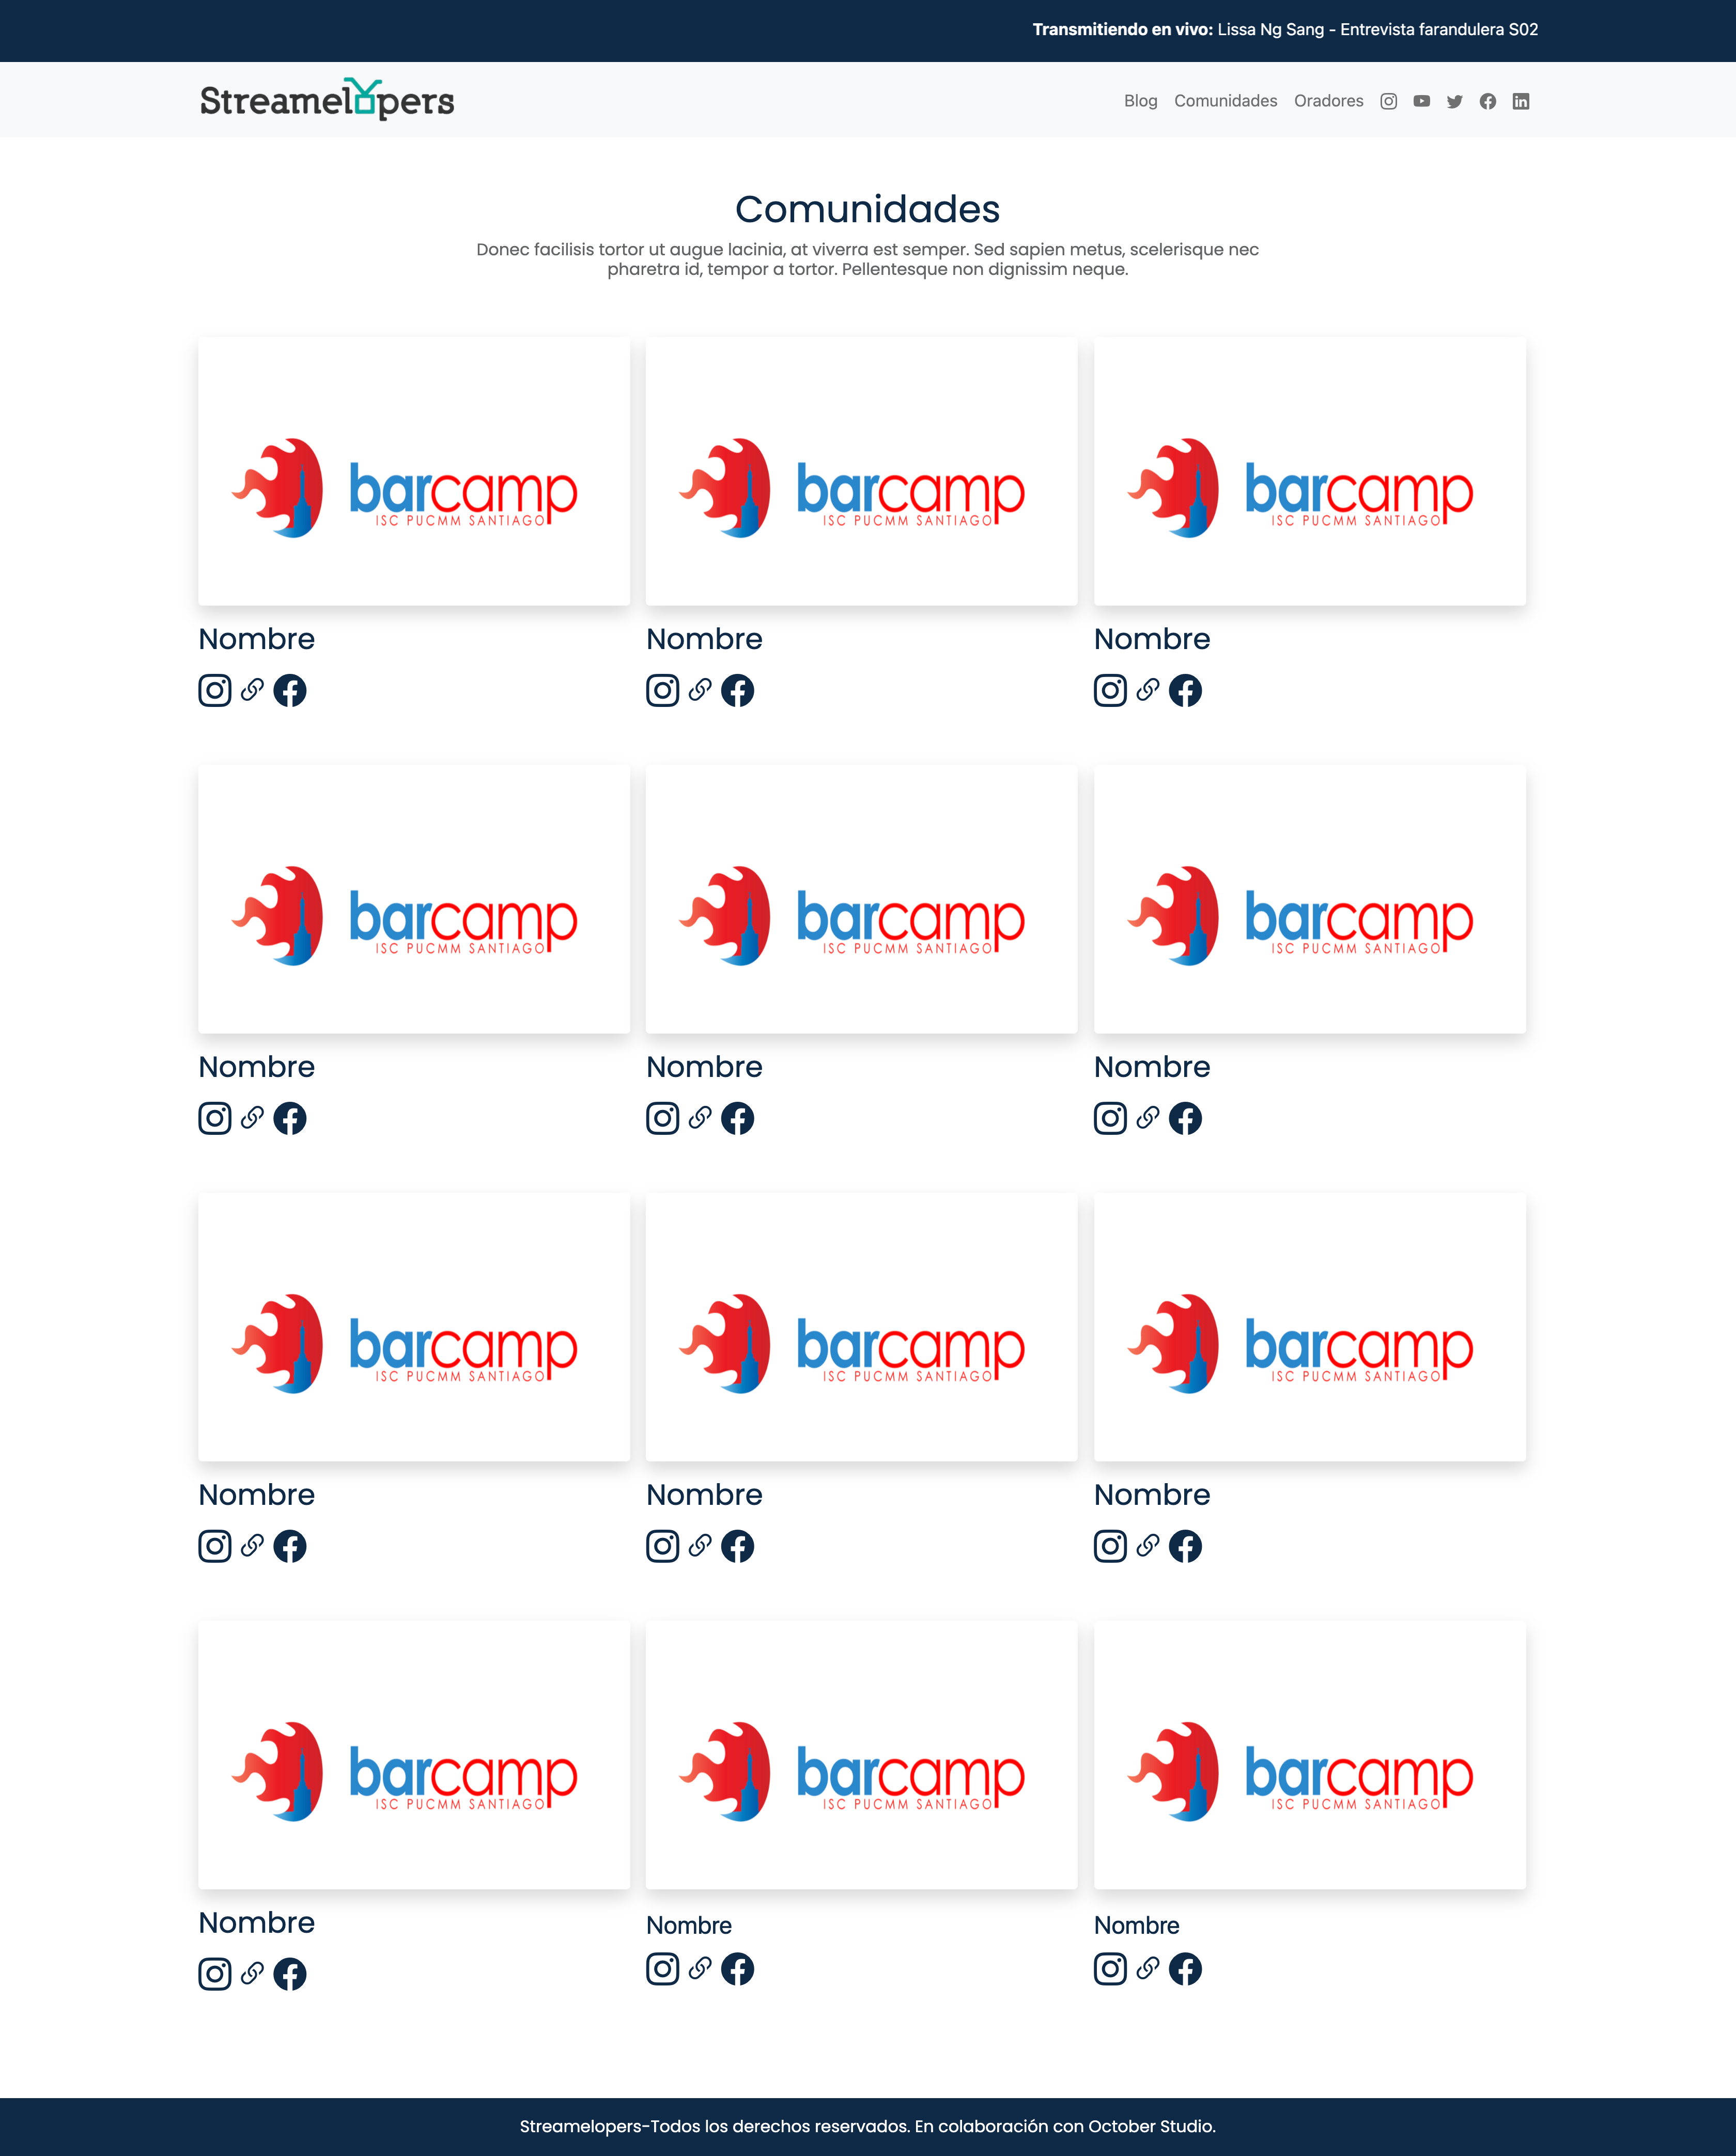 Transmitiendo en vivo: Lissa Ng Sang - Entrevista farandulera S02
Streamelopers
Blog Comunidades Oradores
Comunidades
Donec facilisis tortor ut augue lacinia, at viverra est semper. Sed sapien metus, scelerisque nec
pharetra id, tempor a tortor. Pellentesque non dignissim neque.
barcamp barcamp barcamp
ISC PUCMM SANTIAGO ISC PUCMM SANTIAGO ISC PUCMM SANTIAGO
Nombre Nombre Nombre
barcamp barcamp barcamp
ISC PUCMM SANTIAGO ISC PUCMM SANTIAGO ISC PUCMM SANTIAGO
Nombre Nombre Nombre
barcamp barcamp barcamp
ISC PUCMM SANTIAGO ISC PUCMM SANTIAGO ISC PUCMM SANTIAGO
Nombre Nombre Nombre
barcamp barcamp barcamp
ISC PUCMM SANTIAGO ISC PUCMM SANTIAGO ISC PUCMM SANTIAGO
Nombre Nombre Nombre
Streamelopers-Todos los derechos reservados. En colaboración con October Studio.